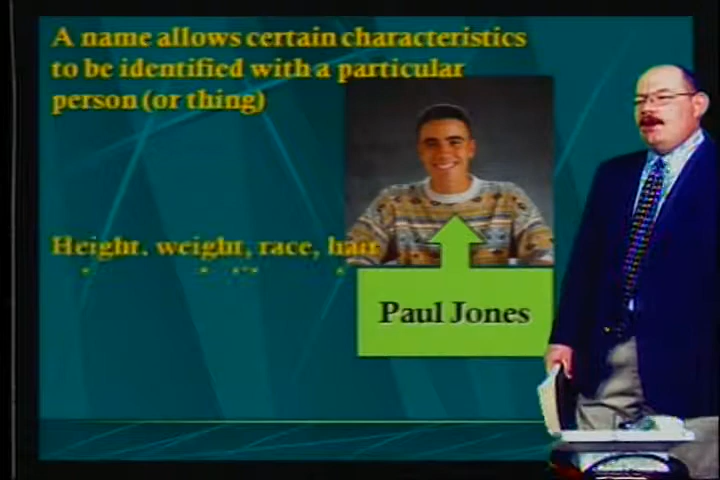 A name allows certain characteristics
to be identified with a particular
person (or thing)
Height. weight, race, hair
Paul Jones